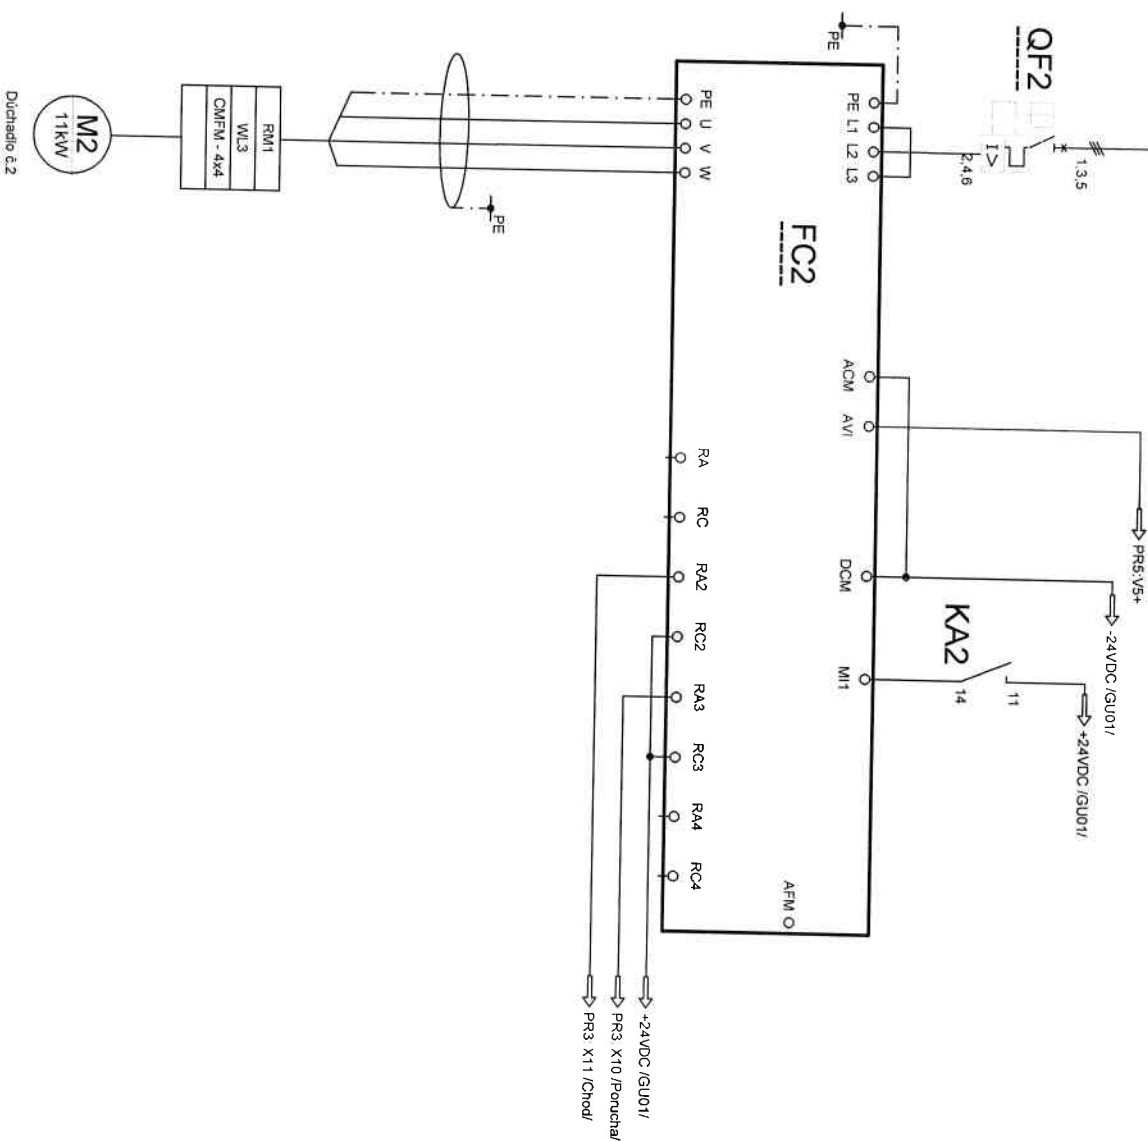 QF2
1,3,5
I>
2,4,6
PE
PE
L1
L2
L3
FC2
PE
U
V
W
PE
RM1
WL3
CMFM - 4x4
M2
11kW
Dúchadlo č.2
ACM
AVI
DCM
MI1
PR5:V5+
-24VDC /GU01/
KA2
14
11
+24VDC /GU01/
RA
RC
RA2
RC2
RA3
RC3
RA4
RC4
AFM
+24VDC /GU01/
PR3: X10 /Porucha/
PR3: X11 /Chod/